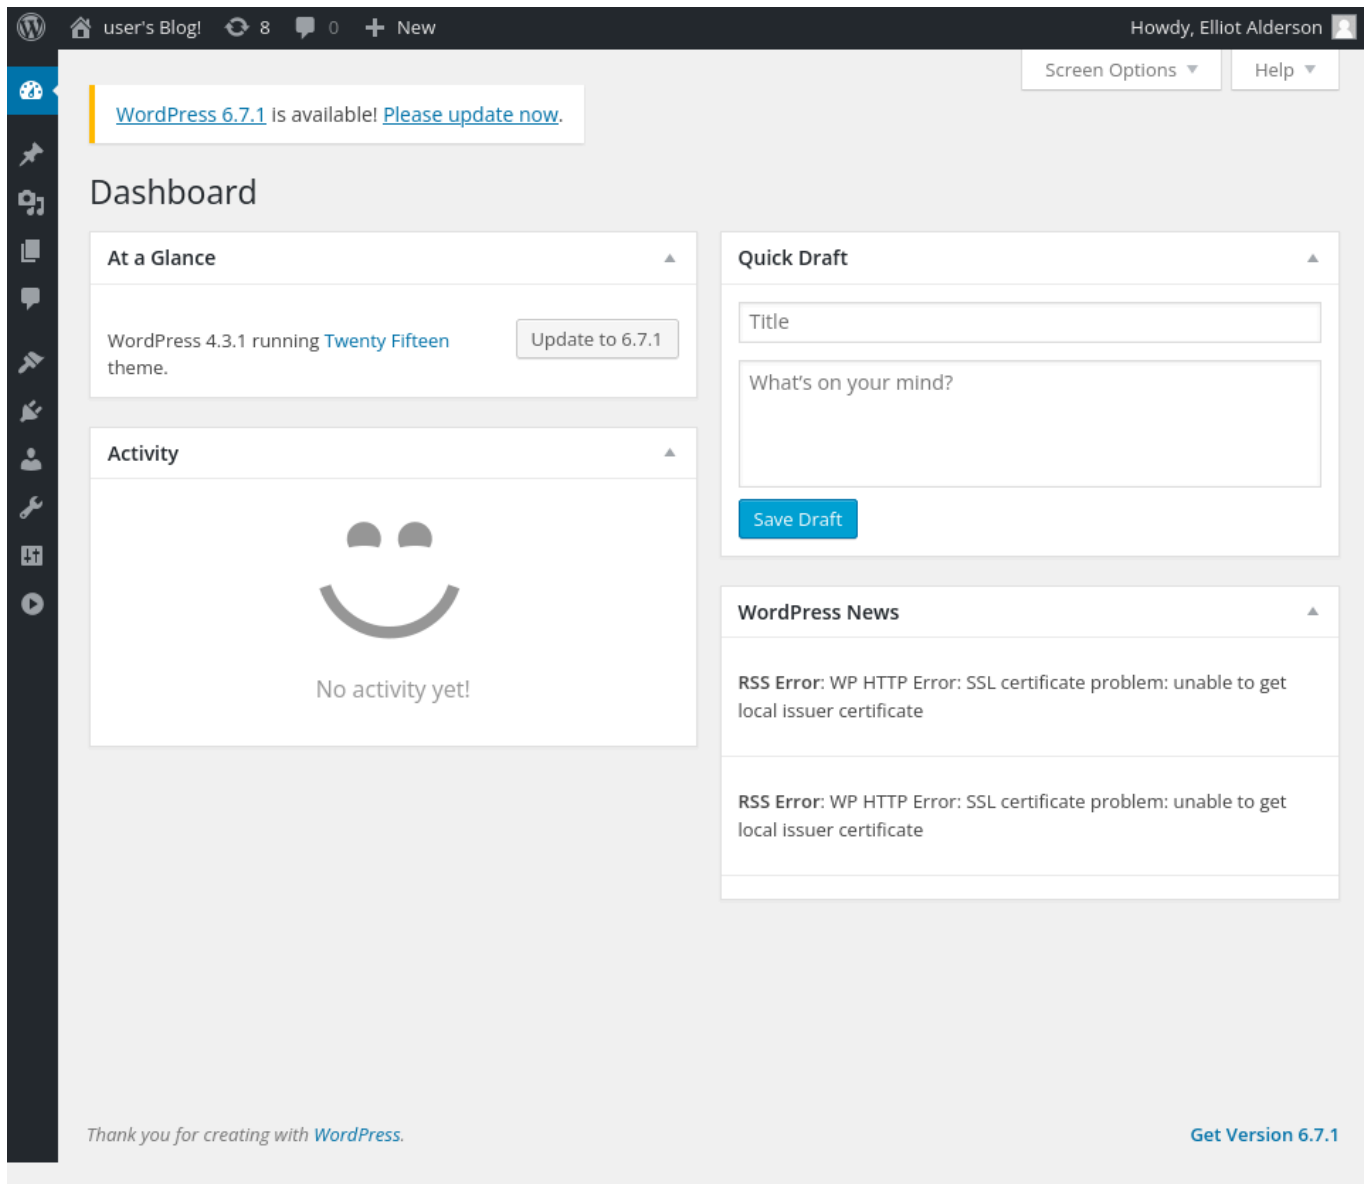 user's Blog! 8 0 New Howdy, Elliot Alderson
Screen Options Help
WordPress 6.7.1 is available! Please update now.
Dashboard
At a Glance
WordPress 4.3.1 running Twenty Fifteen
theme.
Update to 6.7.1
Activity
No activity yet!
Quick Draft
Title
What's on your mind?
Save Draft
WordPress News
RSS Error: WP HTTP Error: SSL certificate problem: unable to get
local issuer certificate
RSS Error: WP HTTP Error: SSL certificate problem: unable to get
local issuer certificate
Thank you for creating with WordPress.
Get Version 6.7.1